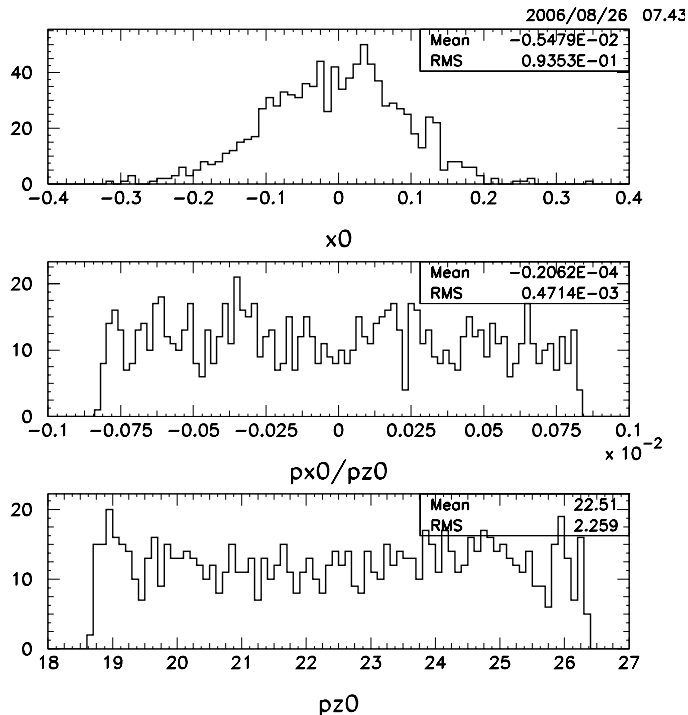 2006/08/26 07.43
Mean -0.5479E-02
RMS 0.9353E-01
40
20
0
-0.4 -0.3 -0.2 -0.1 0 0.1 0.2 0.3 0.4
x0
Mean -0.2062E-04
RMS 0.4714E-03
20
10
0
-0.1 -0.075 -0.05 -0.025 0 0.025 0.05 0.075 0.1
x 10^-2
px0/pz0
Mean 22.51
RMS 2.259
20
10
0
18 19 20 21 22 23 24 25 26 27
pz0